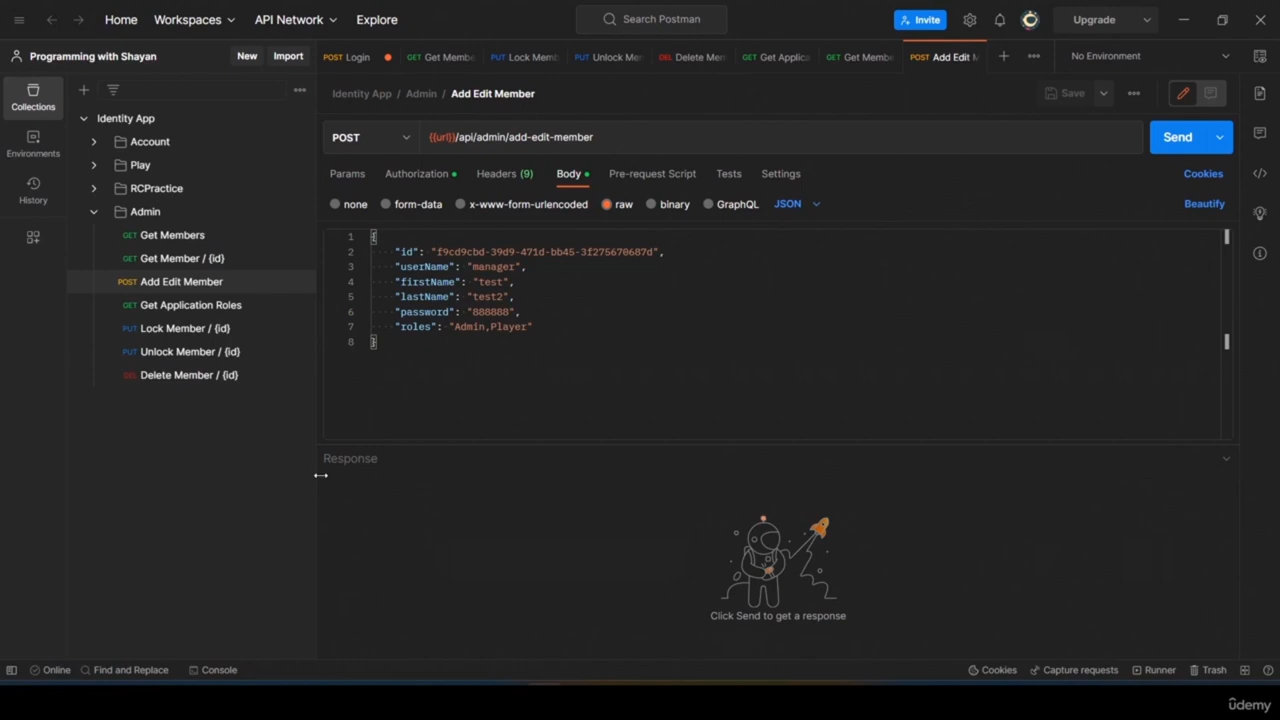 Home Workspaces API Network Explore Search Postman Invite Upgrade
Programming with Shayan New Import POST Login GET Get Membe PUT Lock Memb PUT Unlock Mer DEL Delete Mem GET Get Applica GET Get Membe POST Add Edit M No Environment
Collections
Environments
History
Identity App
Account
Play
RCPractice
Admin
GET Get Members
GET Get Member / {id}
POST Add Edit Member
GET Get Application Roles
PUT Lock Member / {id}
PUT Unlock Member / {id}
DEL Delete Member / {id}
Identity App / Admin / Add Edit Member Save
POST {{url}}/api/admin/add-edit-member Send
Params Authorization Headers (9) Body Pre-request Script Tests Settings Cookies
none form-data x-www-form-urlencoded raw binary GraphQL JSON Beautify
1 {
2 "id": "f9cd9cbd-39d9-471d-bb45-3f275670687d",
3 "userName": "manager",
4 "firstName": "test",
5 "lastName": "test2",
6 "password": "888888",
7 "roles": "Admin,Player"
8 }
Response
Click Send to get a response
Online Find and Replace Console Cookies Capture requests Runner Trash
ûdemy